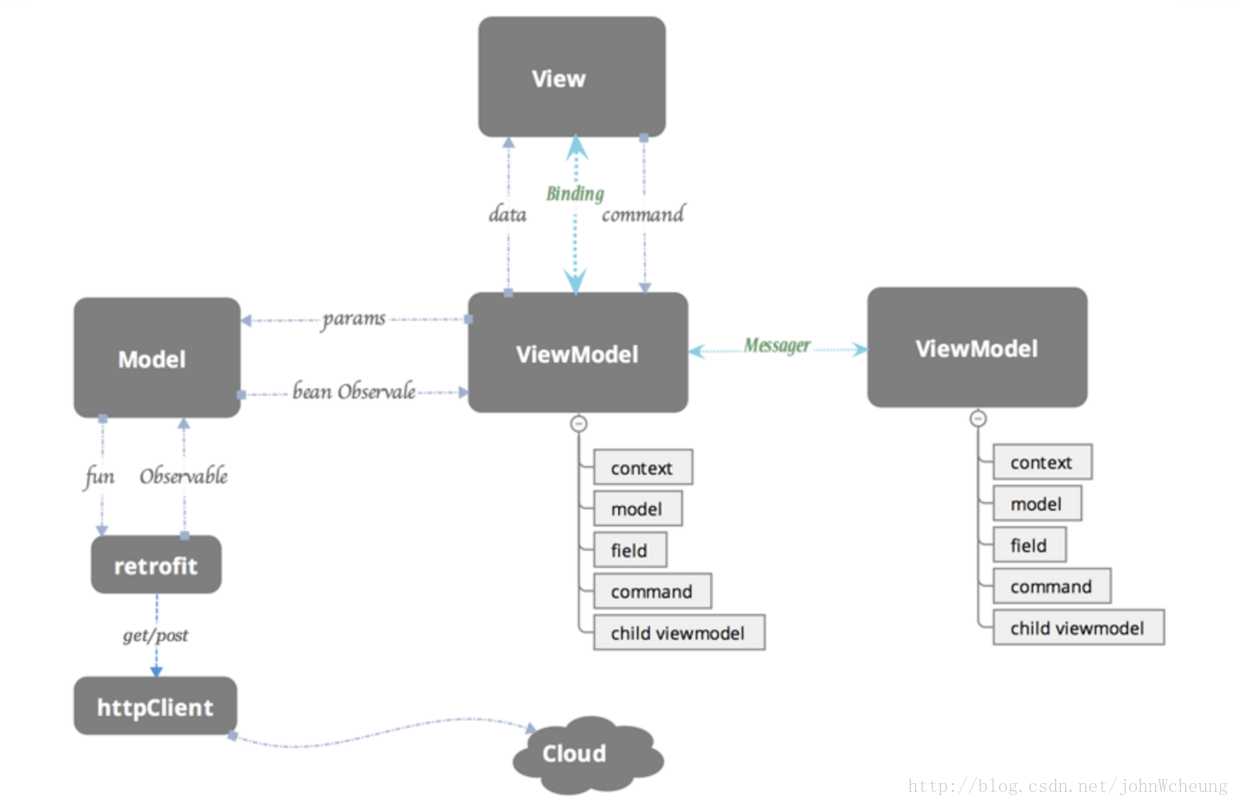 View
Binding
data
command
Model
params
bean Observale
ViewModel
Messager
ViewModel
fun
Observable
context
model
field
command
child viewmodel
context
model
field
command
child viewmodel
retrofit
get/post
httpClient
Cloud
http://blog.csdn.net/johnWcheung